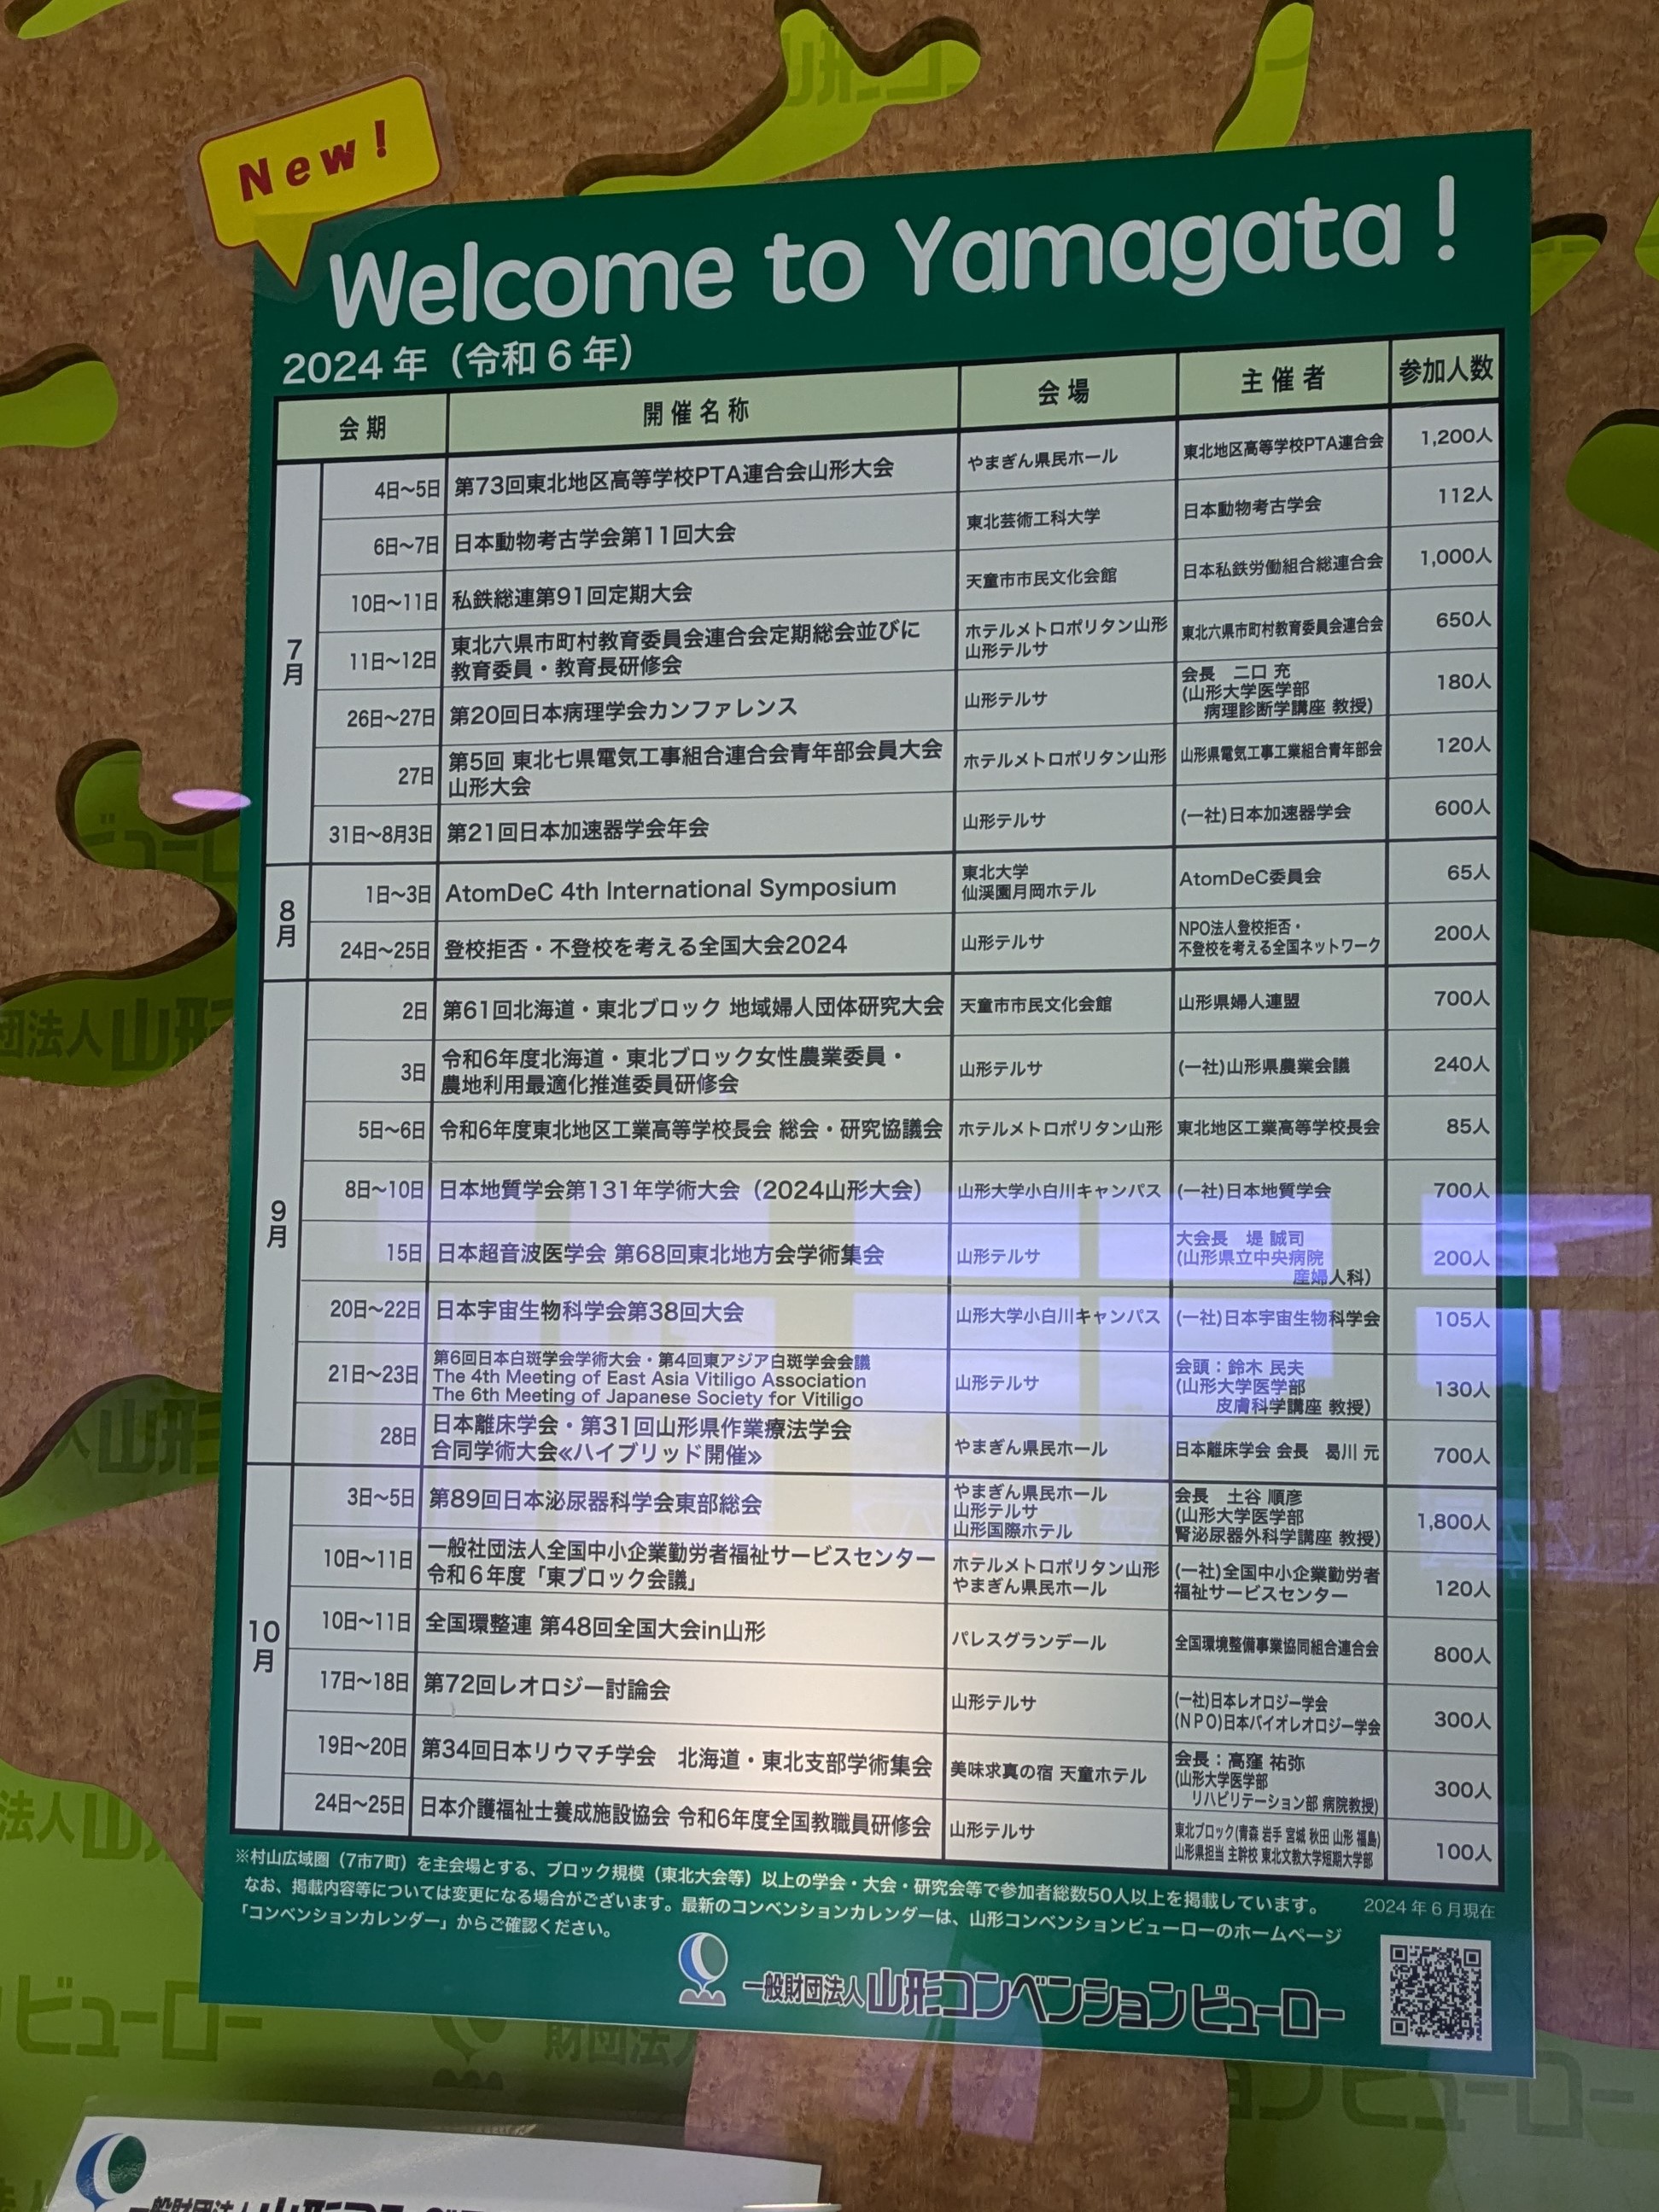 New!
Welcome to Yamagata !
2024年（令和6年）
会期 開催名称 会場 主催者 参加人数
7月
4日～5日 第73回東北地区高等学校PTA連合会山形大会 やまぎん県民ホール 東北地区高等学校PTA連合会 1,200人
6日～7日 日本動物考古学会第11回大会 東北芸術工科大学 日本動物考古学会 112人
10日～11日 私鉄総連第91回定期大会 天童市市民文化会館 日本私鉄労働組合総連合会 1,000人
11日～12日 東北六県市町村教育委員会連合会定期総会並びに
教育委員・教育長研修会 ホテルメトロポリタン山形
山形テルサ 東北六県市町村教育委員会連合会 650人
26日～27日 第20回日本病理学会カンファレンス 山形テルサ 会長　二口 充
(山形大学医学部
病理診断学講座 教授) 180人
27日 第5回 東北七県電気工事組合連合会青年部会員大会
山形大会 ホテルメトロポリタン山形 山形県電気工事工業組合青年部会 120人
31日～8月3日 第21回日本加速器学会年会 山形テルサ (一社)日本加速器学会 600人
8月
1日～3日 AtomDeC 4th International Symposium 東北大学
仙渓園月岡ホテル AtomDeC委員会 65人
24日～25日 登校拒否・不登校を考える全国大会2024 山形テルサ NPO法人登校拒否・
不登校を考える全国ネットワーク 200人
9月
2日 第61回北海道・東北ブロック 地域婦人団体研究大会 天童市市民文化会館 山形県婦人連盟 700人
3日 令和6年度北海道・東北ブロック女性農業委員・
農地利用最適化推進委員研修会 山形テルサ (一社)山形県農業会議 240人
5日～6日 令和6年度東北地区工業高等学校長会 総会・研究協議会 ホテルメトロポリタン山形 東北地区工業高等学校長会 85人
8日～10日 日本地質学会第131年学術大会（2024山形大会） 山形大学小白川キャンパス (一社)日本地質学会 700人
15日 日本超音波医学会 第68回東北地方会学術集会 山形テルサ 大会長　堤 誠司
(山形県立中央病院
産婦人科) 200人
20日～22日 日本宇宙生物科学会第38回大会 山形大学小白川キャンパス (一社)日本宇宙生物科学会 105人
21日～23日 第6回日本白斑学会学術大会・第4回東アジア白斑学会会議
The 4th Meeting of East Asia Vitiligo Association
The 6th Meeting of Japanese Society for Vitiligo 山形テルサ 会頭：鈴木 民夫
(山形大学医学部
皮膚科学講座 教授) 130人
28日 日本離床学会・第31回山形県作業療法学会
合同学術大会≪ハイブリッド開催≫ やまぎん県民ホール 日本離床学会 会長　曷川 元 700人
10月
3日～5日 第89回日本泌尿器科学会東部総会 やまぎん県民ホール
山形テルサ
山形国際ホテル 会長　土谷 順彦
(山形大学医学部
腎泌尿器外科学講座 教授) 1,800人
10日～11日 一般社団法人全国中小企業勤労者福祉サービスセンター
令和６年度「東ブロック会議」 ホテルメトロポリタン山形
やまぎん県民ホール (一社)全国中小企業勤労者
福祉サービスセンター 120人
10日～11日 全国環整連 第48回全国大会in山形 パレスグランデール 全国環境整備事業協同組合連合会 800人
17日～18日 第72回レオロジー討論会 山形テルサ (一社)日本レオロジー学会
(ＮＰＯ)日本バイオレオロジー学会 300人
19日～20日 第34回日本リウマチ学会　北海道・東北支部学術集会 美味求真の宿 天童ホテル 会長：高窪 祐弥
(山形大学医学部
リハビリテーション部 病院教授) 300人
24日～25日 日本介護福祉士養成施設協会 令和6年度全国教職員研修会 山形テルサ 東北ブロック(青森 岩手 宮城 秋田 山形 福島)
山形県担当 主幹校 東北文教大学短期大学部 100人
※村山広域圏（7市7町）を主会場とする、ブロック規模（東北大会等）以上の学会・大会・研究会等で参加者総数50人以上を掲載しています。
なお、掲載内容等については変更になる場合がございます。最新のコンベンションカレンダーは、山形コンベンションビューローのホームページ
「コンベンションカレンダー」からご確認ください。
2024年6月現在
一般財団法人山形コンベンションビューロー